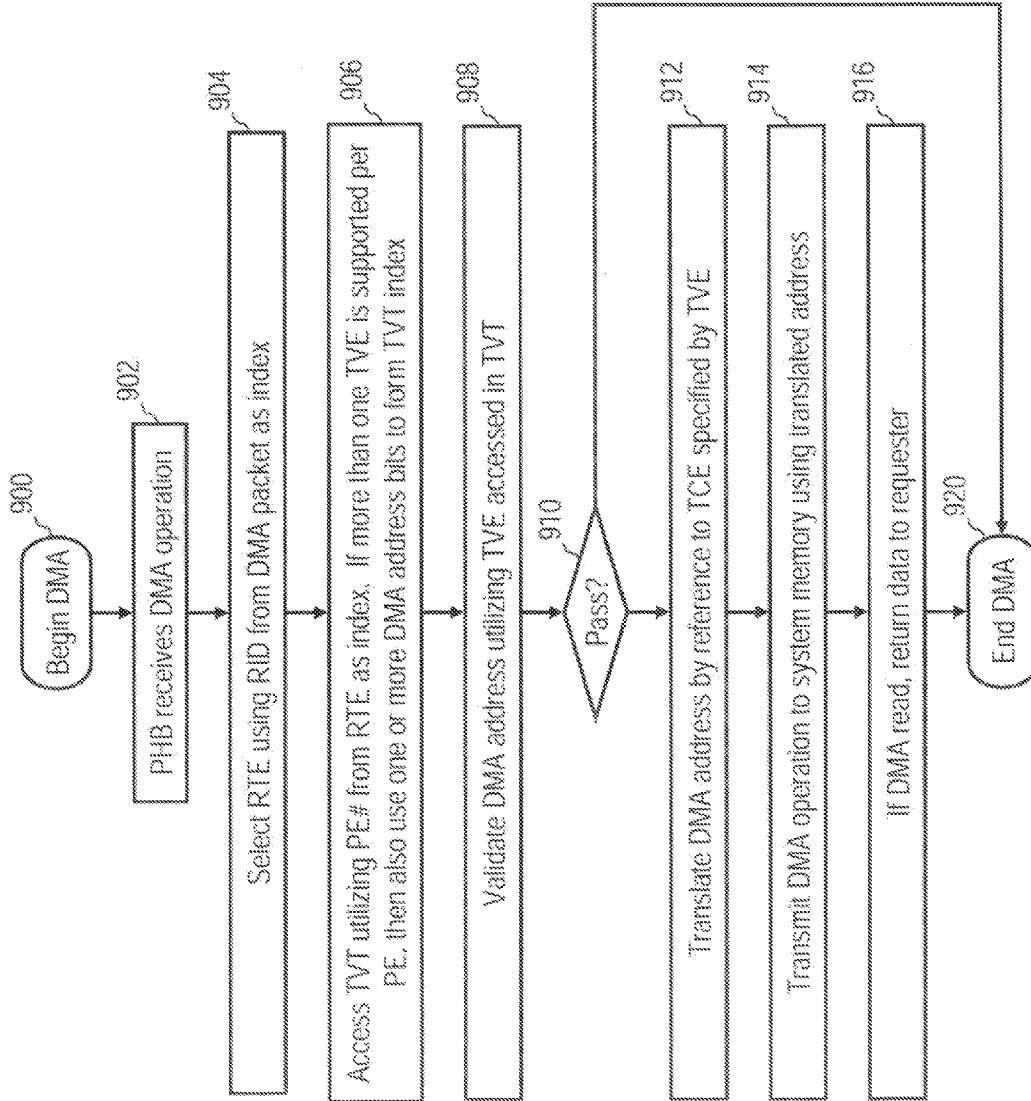 900
Begin DMA
902
PHB receives DMA operation
904
Select RTE using RID from DMA packet as index
906
Access TVT utilizing PE# from RTE as index.  If more than one TVE is supported per
PE, then also use one or more DMA address bits to form TVT index
908
Validate DMA address utilizing TVE accessed in TVT
910
Pass?
912
Translate DMA address by reference to TCE specified by TVE
914
Transmit DMA operation to system memory using translated address
916
If DMA read, return data to requester
920
End DMA